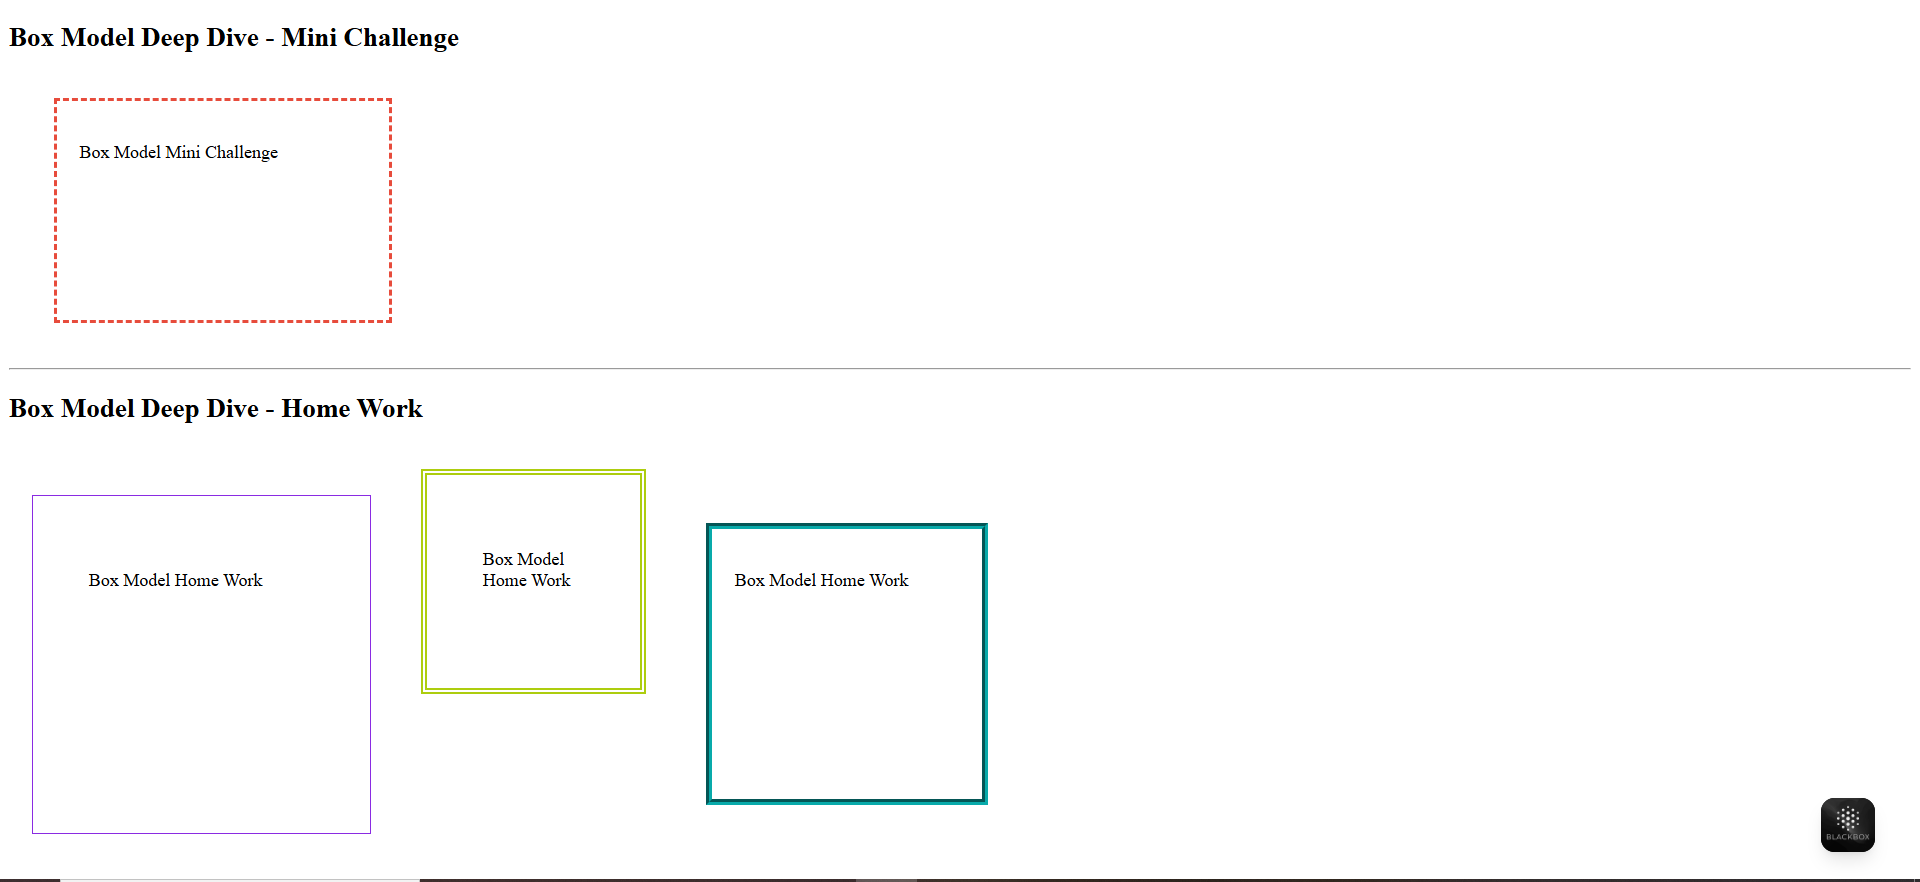 Box Model Deep Dive - Mini Challenge
Box Model Mini Challenge
Box Model Deep Dive - Home Work
Box Model Home Work
Box Model
Home Work
Box Model Home Work
BLACKBOX